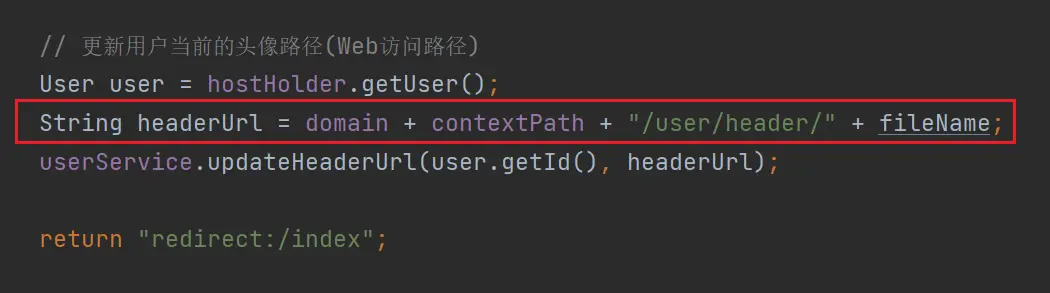 // 更新用户当前的头像路径(Web访问路径)
User user = hostHolder.getUser();
String headerUrl = domain + contextPath + "/user/header/" + fileName;
userService.updateHeaderUrl(user.getId(), headerUrl);
return "redirect:/index";